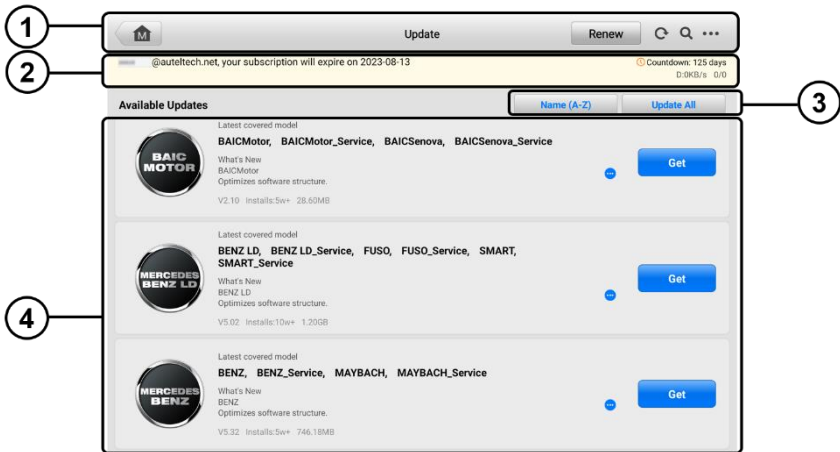 1
M
Update
Renew
2
@auteltech.net, your subscription will expire on 2023-08-13
Countdown: 125 days
D:0KB/s 0/0
3
Available Updates
Name (A-Z)
Update All
4
Latest covered model
BAIC
MOTOR
BAICMotor, BAICMotor_Service, BAICSenova, BAICSenova_Service
What's New
BAICMotor
Optimizes software structure.
V2.10 Installs:5w+ 28.60MB
Get
Latest covered model
MERCEDES
BENZ LD
BENZ LD, BENZ LD_Service, FUSO, FUSO_Service, SMART,
SMART_Service
What's New
BENZ LD
Optimizes software structure.
V5.02 Installs:10w+ 1.20GB
Get
Latest covered model
MERCEDES
BENZ
BENZ, BENZ_Service, MAYBACH, MAYBACH_Service
What's New
BENZ
Optimizes software structure.
V5.32 Installs:5w+ 746.18MB
Get